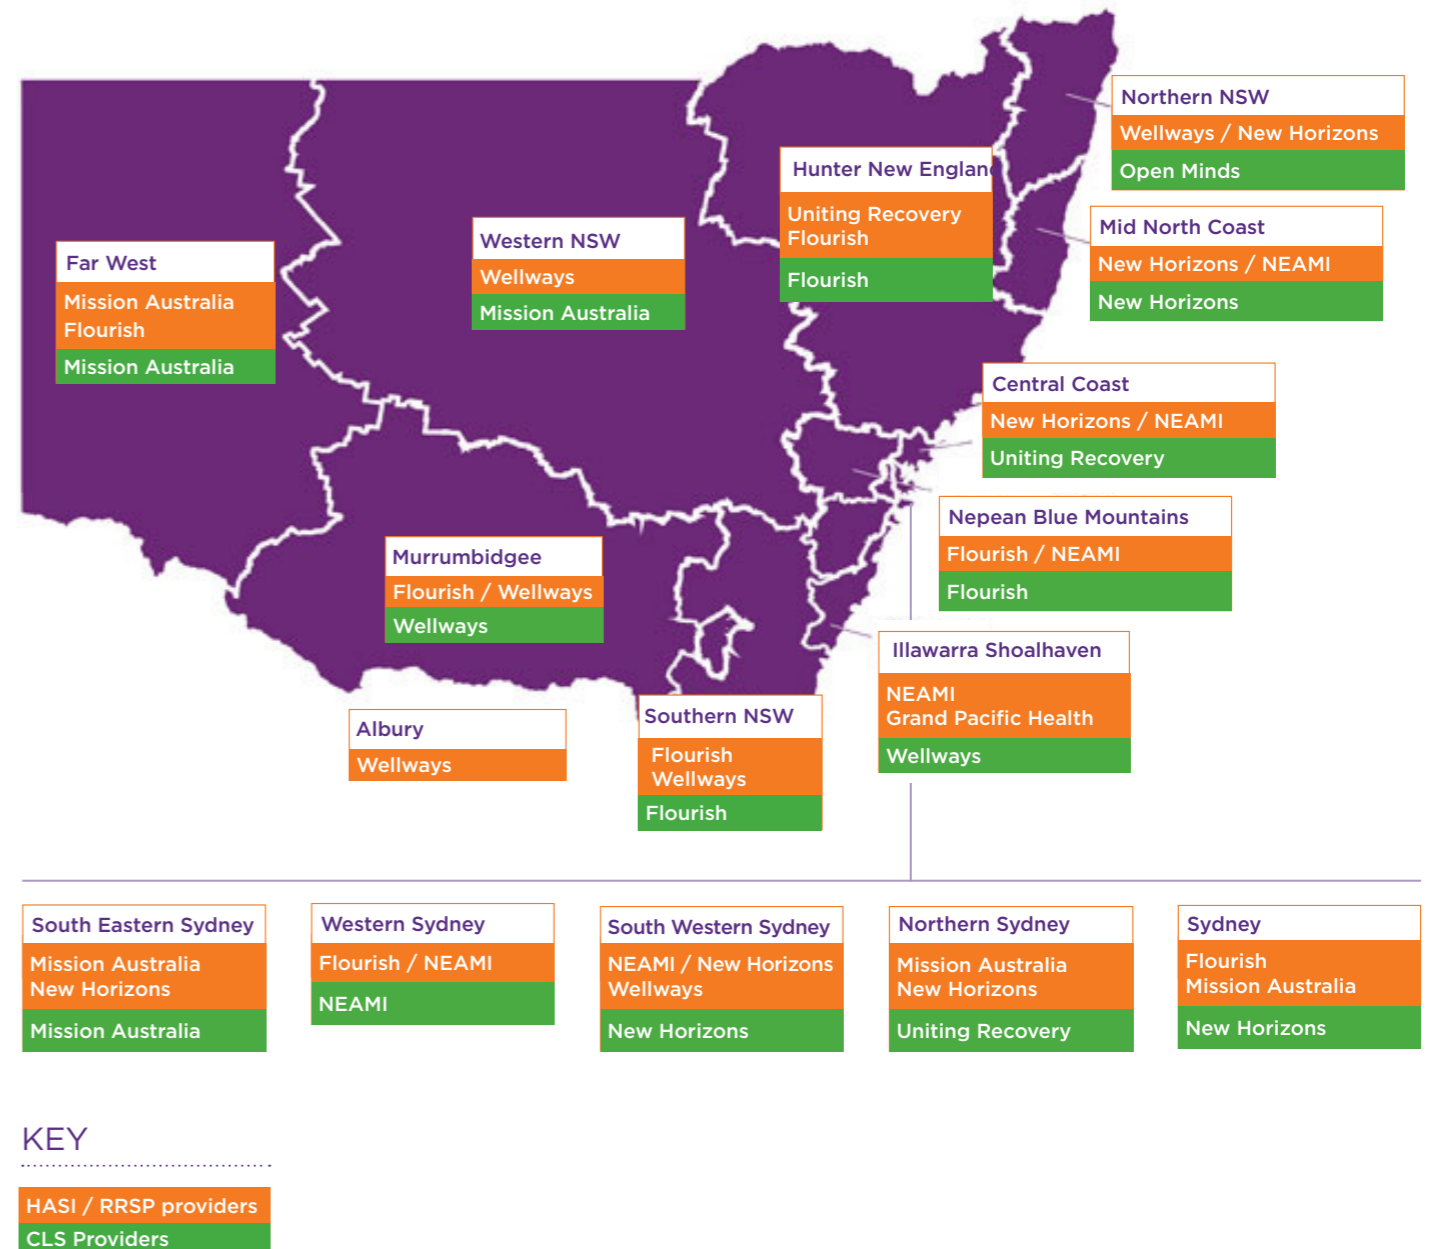 Northern NSW
Wellways / New Horizons
Open Minds
Hunter New England
Uniting Recovery
Flourish
Flourish
Mid North Coast
New Horizons / NEAMI
New Horizons
Western NSW
Wellways
Mission Australia
Far West
Mission Australia
Flourish
Mission Australia
Central Coast
New Horizons / NEAMI
Uniting Recovery
Nepean Blue Mountains
Flourish / NEAMI
Flourish
Murrumbidgee
Flourish / Wellways
Wellways
Illawarra Shoalhaven
NEAMI
Grand Pacific Health
Wellways
Albury
Wellways
Southern NSW
Flourish
Wellways
Flourish
South Eastern Sydney
Mission Australia
New Horizons
Mission Australia
Western Sydney
Flourish / NEAMI
NEAMI
South Western Sydney
NEAMI / New Horizons
Wellways
New Horizons
Northern Sydney
Mission Australia
New Horizons
Uniting Recovery
Sydney
Flourish
Mission Australia
New Horizons
KEY
HASI / RRSP providers
CLS Providers